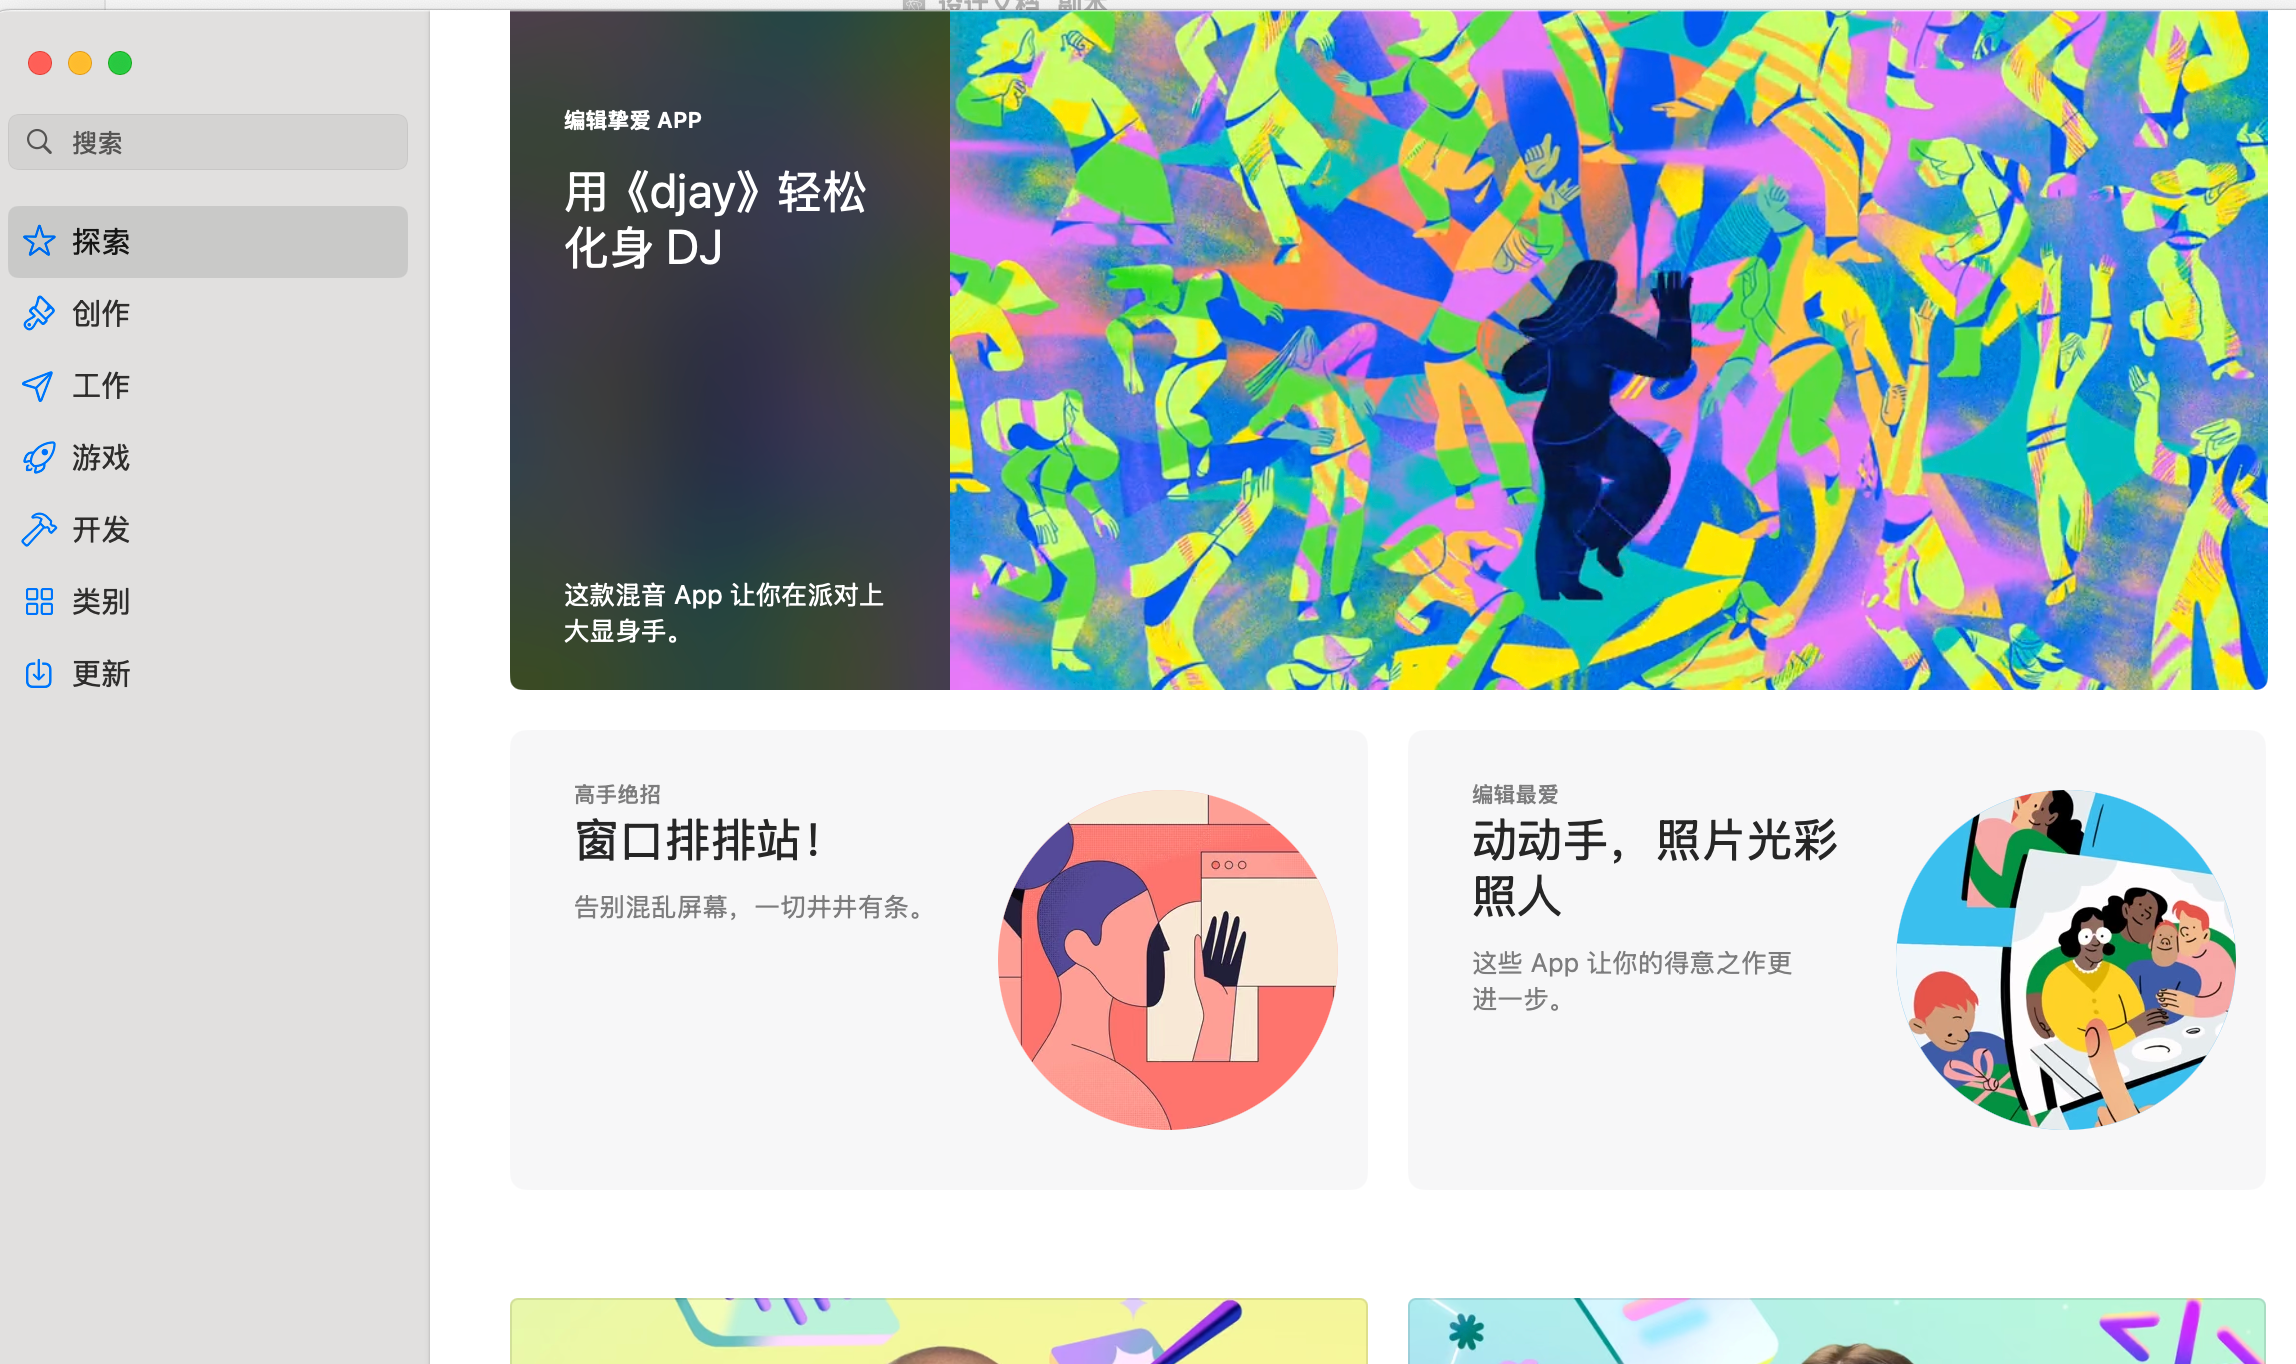 搜索
探索
创作
工作
游戏
开发
类别
更新
编辑挚爱 APP
用《djay》轻松
化身 DJ
这款混音 App 让你在派对上
大显身手。
高手绝招
窗口排排站！
告别混乱屏幕，一切井井有条。
编辑最爱
动动手，照片光彩
照人
这些 App 让你的得意之作更
进一步。